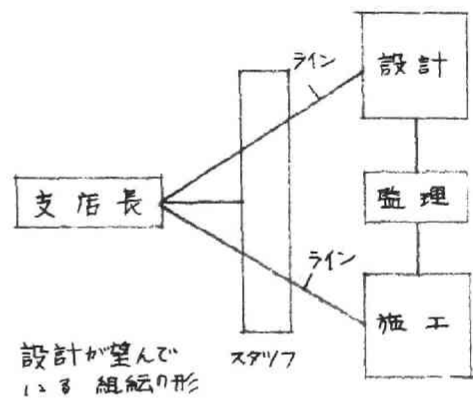 ライン
設計
支店長
監理
ライン
施工
スタッフ
設計が望んで
いる 組織の形